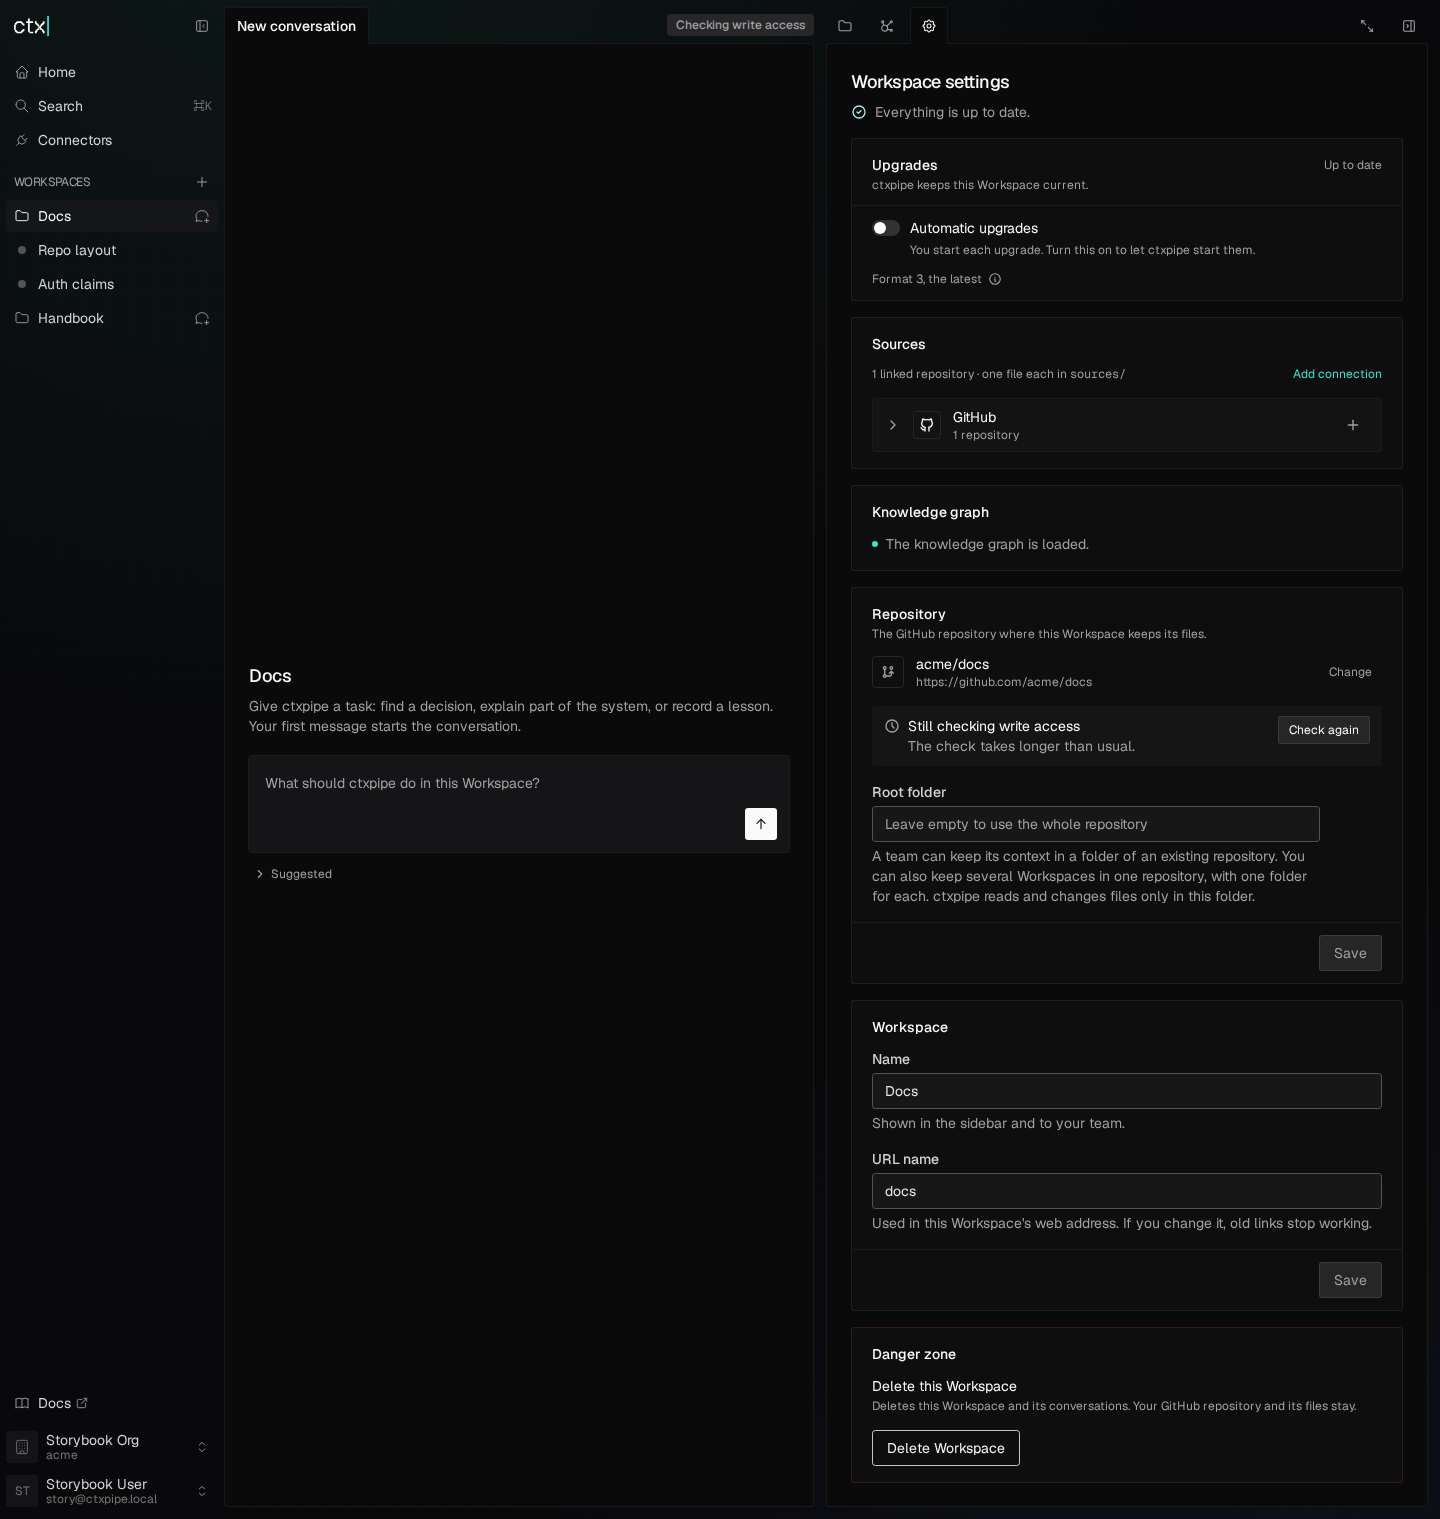 ctx
Home
Search ⌘K
Connectors
WORKSPACES
Docs
Repo layout
Auth claims
Handbook
Docs
Storybook Org
acme
ST
Storybook User
story@ctxpipe.local
New conversation
Checking write access
Docs
Give ctxpipe a task: find a decision, explain part of the system, or record a lesson.
Your first message starts the conversation.
What should ctxpipe do in this Workspace?
Suggested
Workspace settings
Everything is up to date.
Upgrades
Up to date
ctxpipe keeps this Workspace current.
Automatic upgrades
You start each upgrade. Turn this on to let ctxpipe start them.
Format 3, the latest
Sources
1 linked repository · one file each in sources/
Add connection
GitHub
1 repository
Knowledge graph
The knowledge graph is loaded.
Repository
The GitHub repository where this Workspace keeps its files.
acme/docs
https://github.com/acme/docs
Change
Still checking write access
The check takes longer than usual.
Check again
Root folder
Leave empty to use the whole repository
A team can keep its context in a folder of an existing repository. You
can also keep several Workspaces in one repository, with one folder
for each. ctxpipe reads and changes files only in this folder.
Save
Workspace
Name
Docs
Shown in the sidebar and to your team.
URL name
docs
Used in this Workspace's web address. If you change it, old links stop working.
Save
Danger zone
Delete this Workspace
Deletes this Workspace and its conversations. Your GitHub repository and its files stay.
Delete Workspace